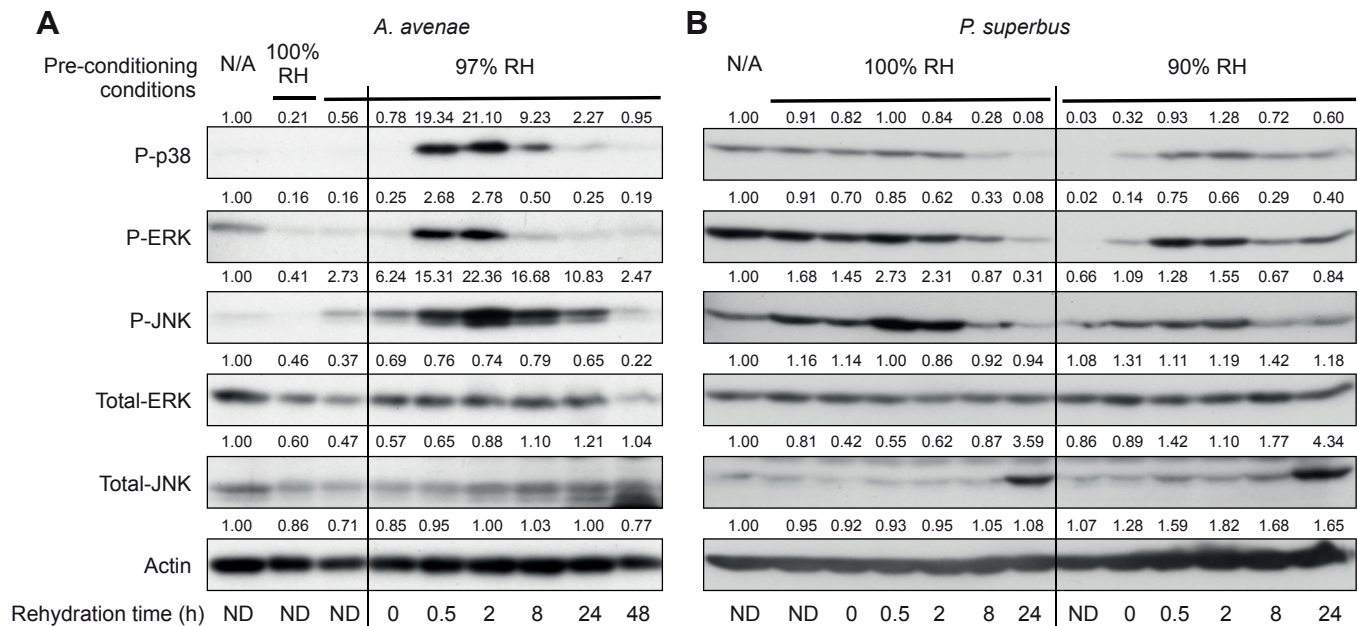 A A. avenae B P. superbus
Pre-conditioning conditions N/A 100% RH 97% RH N/A 100% RH 90% RH
1.00 0.21 0.56 0.78 19.34 21.10 9.23 2.27 0.95 1.00 0.91 0.82 1.00 0.84 0.28 0.08 0.03 0.32 0.93 1.28 0.72 0.60
P-p38
1.00 0.16 0.16 0.25 2.68 2.78 0.50 0.25 0.19 1.00 0.91 0.70 0.85 0.62 0.33 0.08 0.02 0.14 0.75 0.66 0.29 0.40
P-ERK
1.00 0.41 2.73 6.24 15.31 22.36 16.68 10.83 2.47 1.00 1.68 1.45 2.73 2.31 0.87 0.31 0.66 1.09 1.28 1.55 0.67 0.84
P-JNK
1.00 0.46 0.37 0.69 0.76 0.74 0.79 0.65 0.22 1.00 1.16 1.14 1.00 0.86 0.92 0.94 1.08 1.31 1.11 1.19 1.42 1.18
Total-ERK
1.00 0.60 0.47 0.57 0.65 0.88 1.10 1.21 1.04 1.00 0.81 0.42 0.55 0.62 0.87 3.59 0.86 0.89 1.42 1.10 1.77 4.34
Total-JNK
1.00 0.86 0.71 0.85 0.95 1.00 1.03 1.00 0.77 1.00 0.95 0.92 0.93 0.95 1.05 1.08 1.07 1.28 1.59 1.82 1.68 1.65
Actin
Rehydration time (h) ND ND ND 0 0.5 2 8 24 48 ND ND 0 0.5 2 8 24 ND 0 0.5 2 8 24